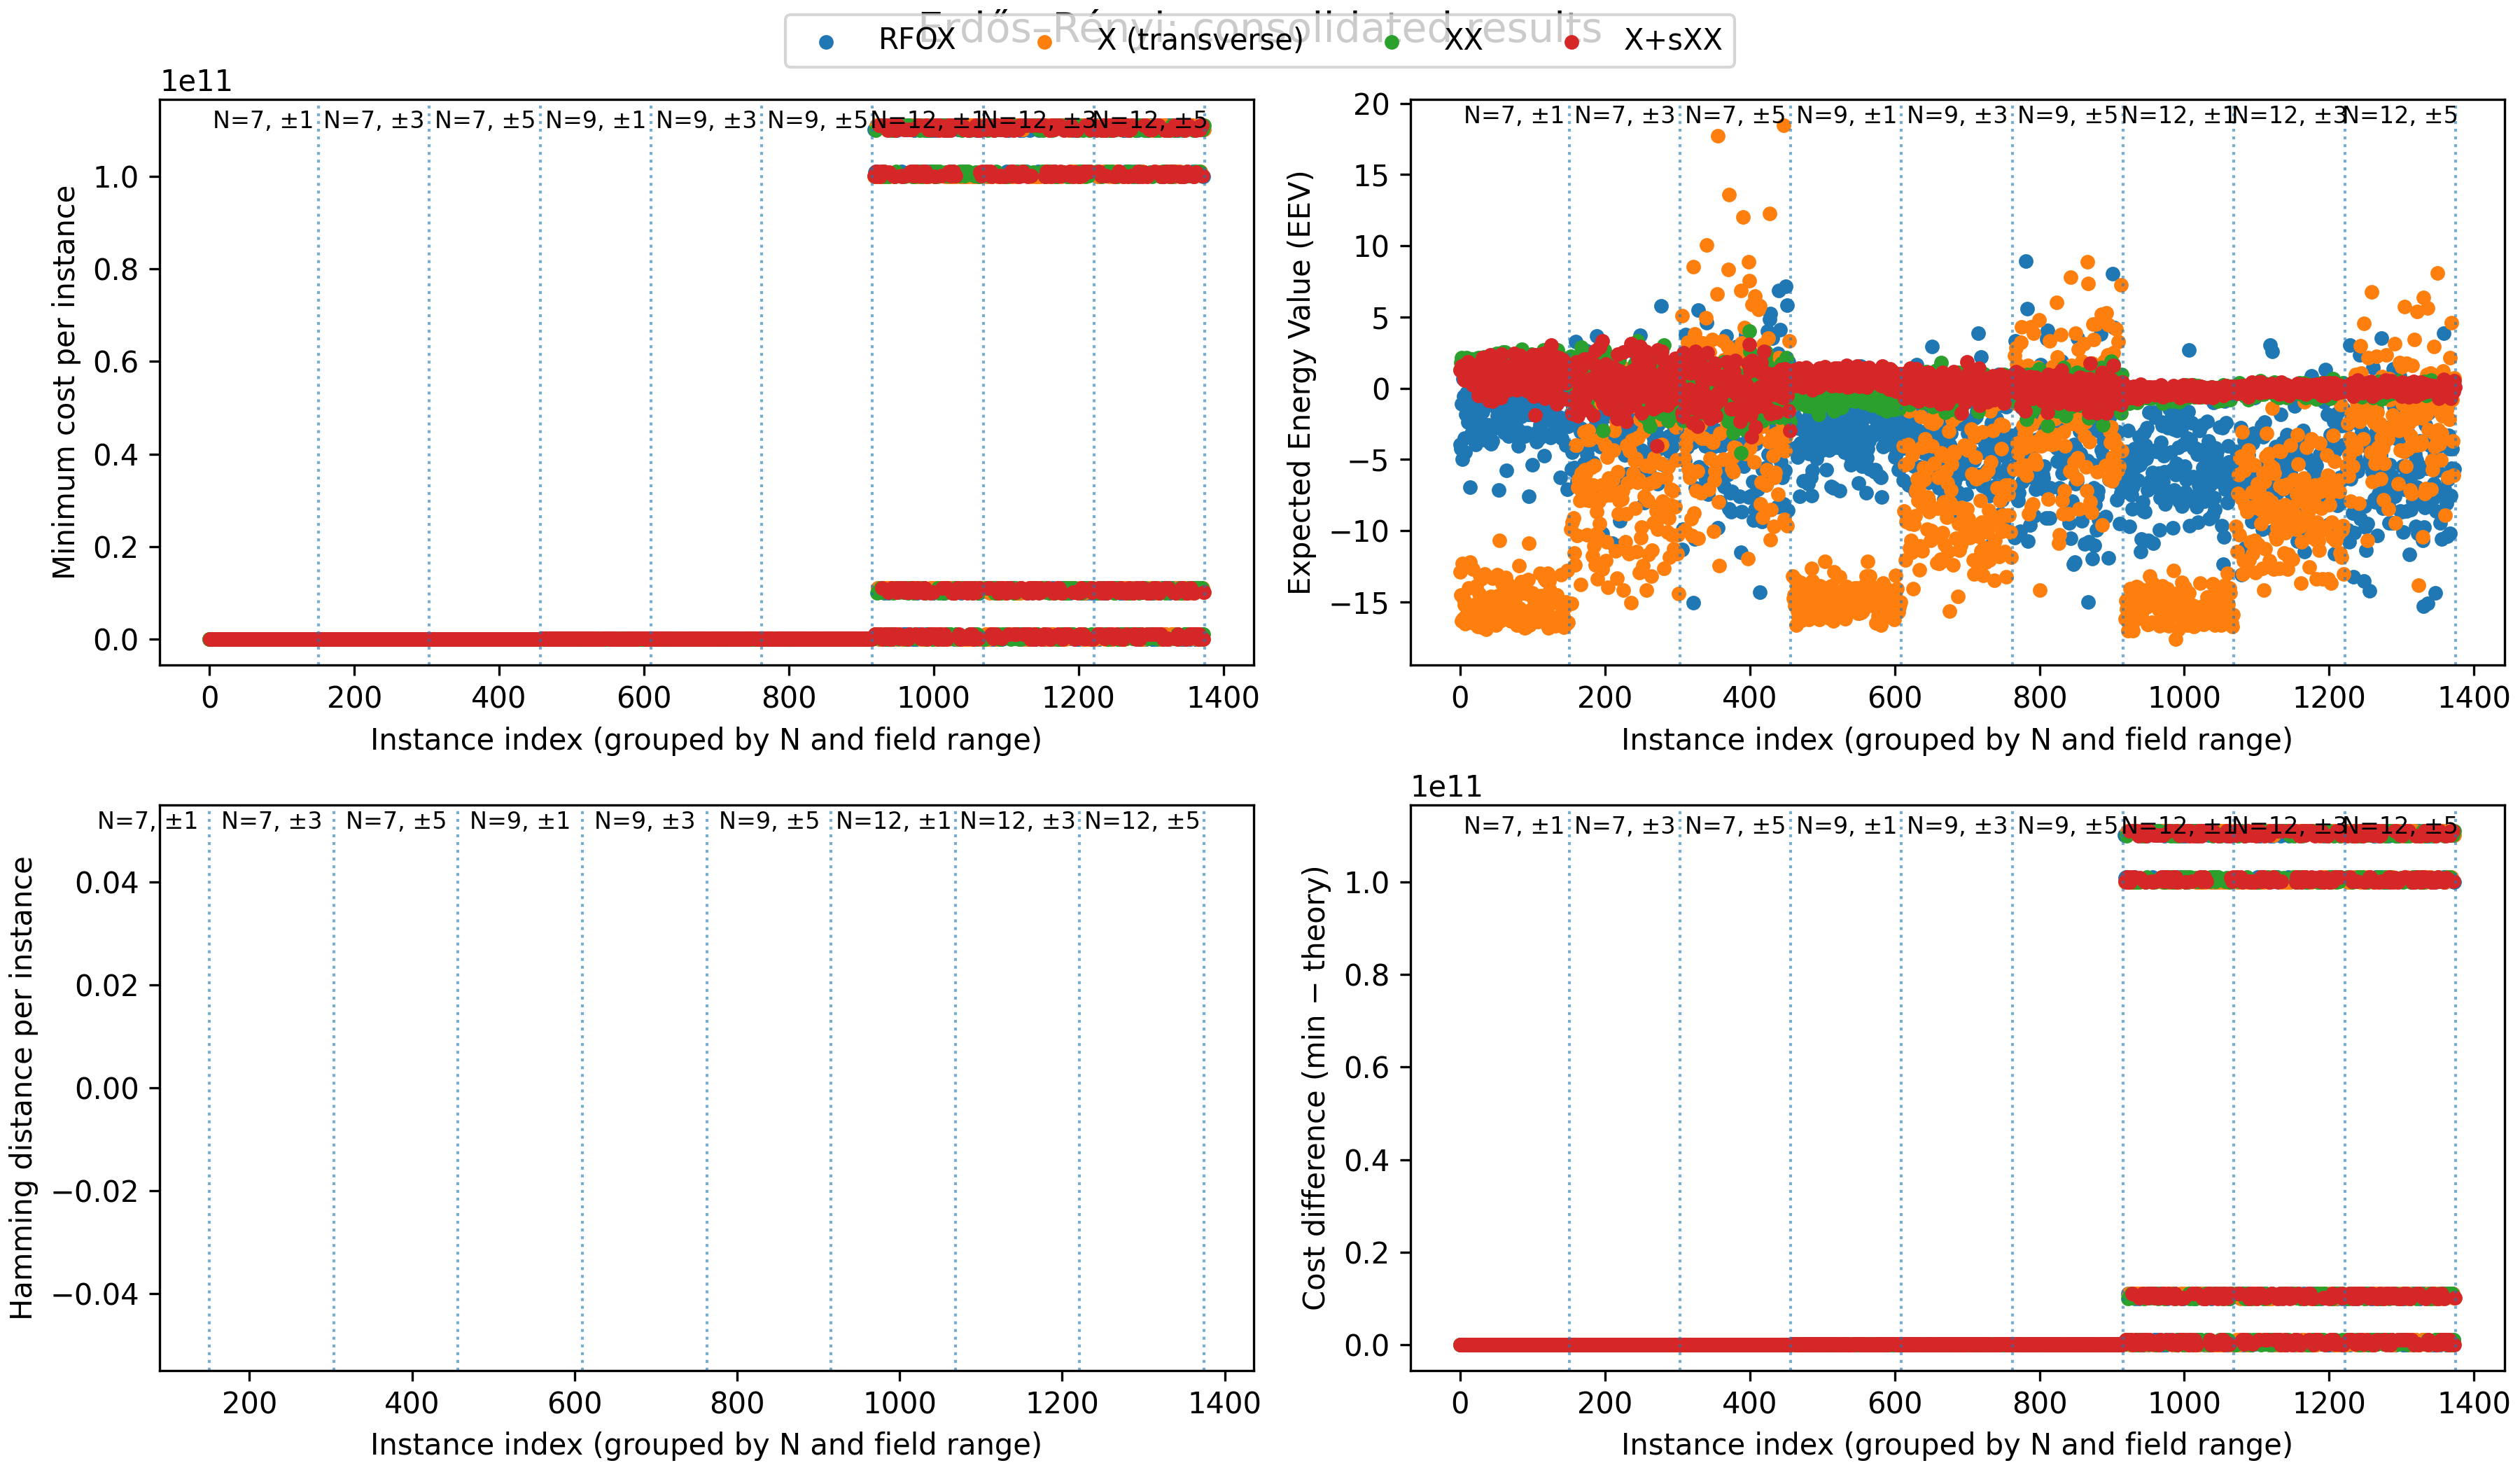 Erdős–Rényi: consolidated results
RFOX X (transverse) XX X+sXX
1e11
N=7, ±1 N=7, ±3 N=7, ±5 N=9, ±1 N=9, ±3 N=9, ±5 N=12, ±1 N=12, ±3 N=12, ±5
1.0
0.8
0.6
0.4
0.2
0.0
Minimum cost per instance
0 200 400 600 800 1000 1200 1400
Instance index (grouped by N and field range)
N=7, ±1 N=7, ±3 N=7, ±5 N=9, ±1 N=9, ±3 N=9, ±5 N=12, ±1 N=12, ±3 N=12, ±5
20
15
10
5
0
−5
−10
−15
Expected Energy Value (EEV)
0 200 400 600 800 1000 1200 1400
Instance index (grouped by N and field range)
N=7, ±1 N=7, ±3 N=7, ±5 N=9, ±1 N=9, ±3 N=9, ±5 N=12, ±1 N=12, ±3 N=12, ±5
0.04
0.02
0.00
−0.02
−0.04
Hamming distance per instance
200 400 600 800 1000 1200 1400
Instance index (grouped by N and field range)
1e11
N=7, ±1 N=7, ±3 N=7, ±5 N=9, ±1 N=9, ±3 N=9, ±5 N=12, ±1 N=12, ±3 N=12, ±5
1.0
0.8
0.6
0.4
0.2
0.0
Cost difference (min − theory)
0 200 400 600 800 1000 1200 1400
Instance index (grouped by N and field range)